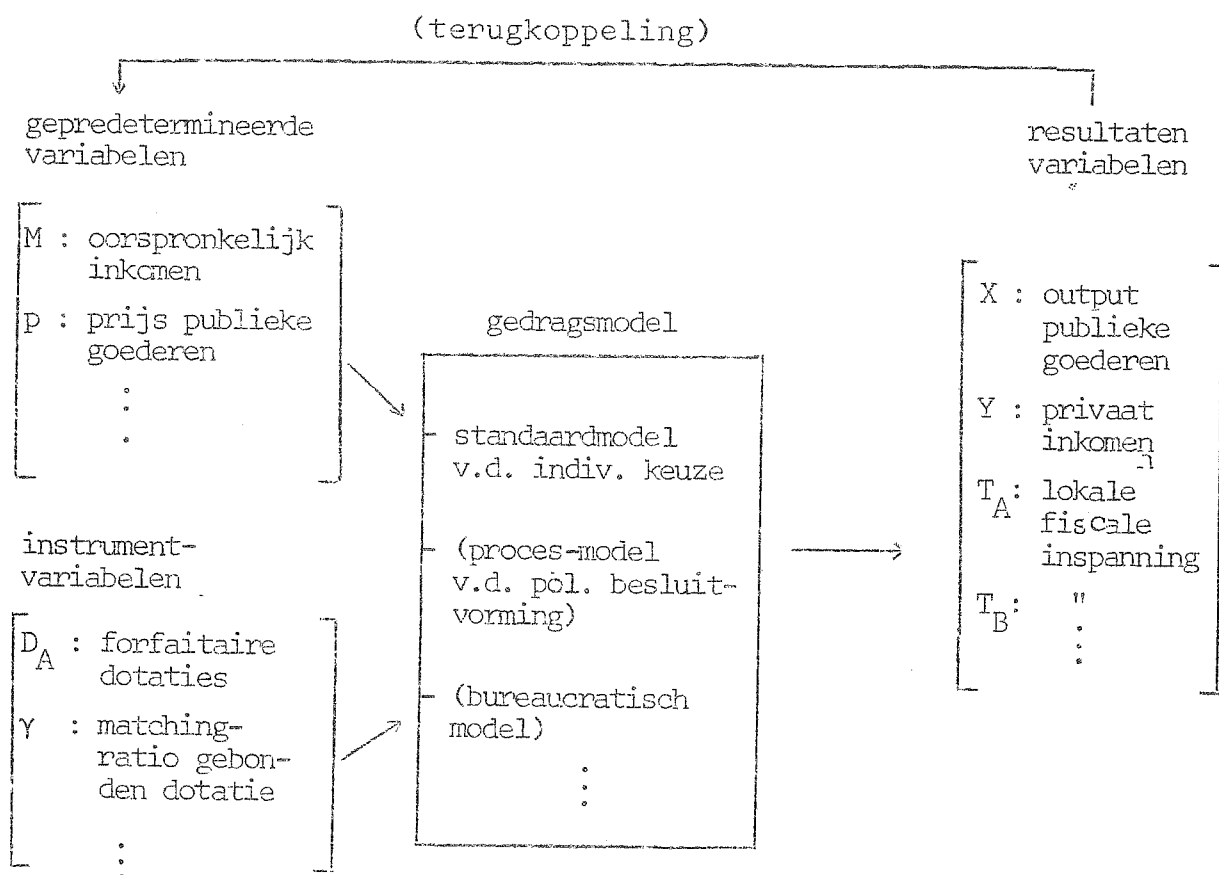 (terugkoppeling)
gepredetermineerde
variabelen
M : oorspronkelijk
inkomen
p : prijs publieke
goederen
instrument-
variabelen
D_A : forfaitaire
dotaties
γ : matching-
ratio gebon-
den dotatie
gedragsmodel
- standaardmodel
v.d. indiv. keuze
- (proces-model
v.d. pol. besluit-
vorming)
- (bureaucratisch
model)
resultaten
variabelen
X : output
publieke
goederen
Y : privaat
inkomen
T_A: lokale
fiscale
inspanning
T_B: "